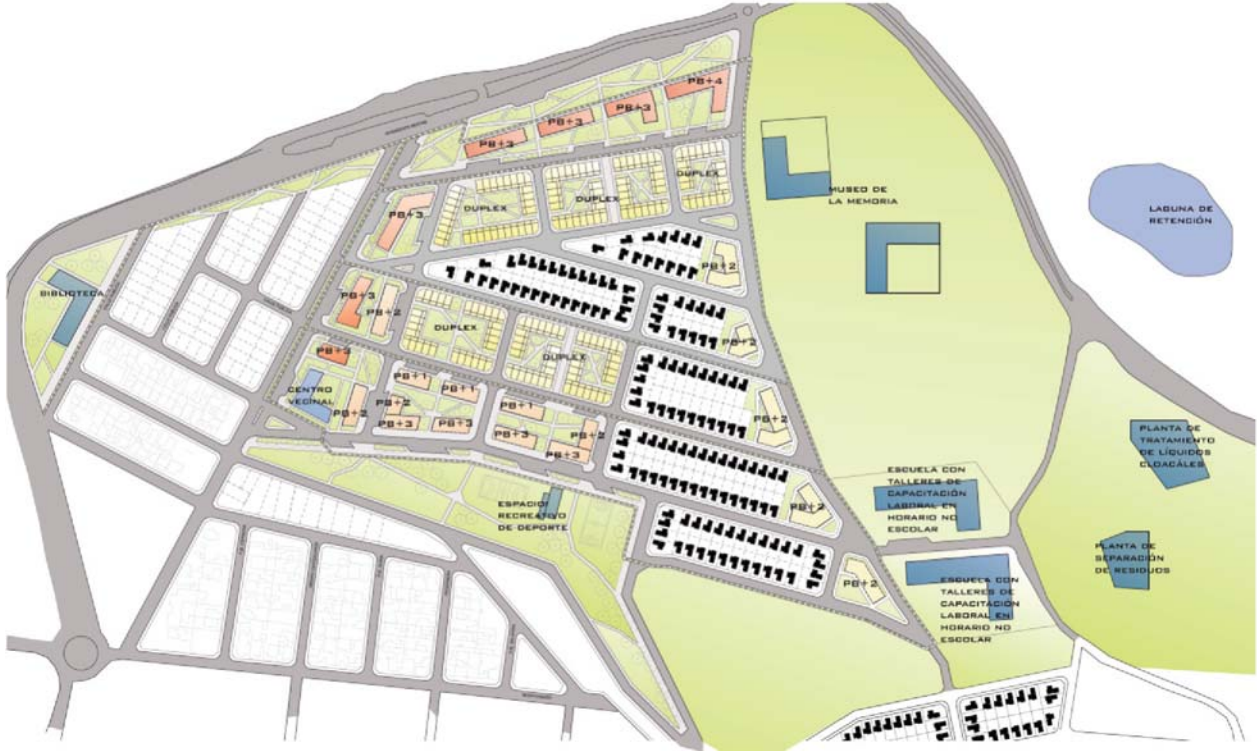 PB+4
PB+3
PB+3
PB+3
DUPLEX
DUPLEX
DUPLEX
PB+3
MUSEO DE
LA MEMORIA
LAGUNA DE
RETENCIÓN
PB+2
BIBLIOTECA
PB+3
PB+2
DUPLEX
DUPLEX
PB+2
PB+3
CENTRO
VECINAL
PB+2
PB+1
PB+1
PB+2
PB+3
PB+3
PB+1
PB+3
PB+2
PB+3
PB+2
PLANTA DE
TRATAMIENTO
DE LÍQUIDOS
CLOACÁLES
ESCUELA CON
TALLERES DE
CAPACITACIÓN
LABORAL EN
HORARIO NO
ESCOLAR
ESPACIO
RECREATIVO
DE DEPORTE
PB+2
PLANTA DE
SEPARACIÓN
DE RESIDUOS
PB+2
ESCUELA CON
TALLERES DE
CAPACITACIÓN
LABORAL EN
HORARIO NO
ESCOLAR